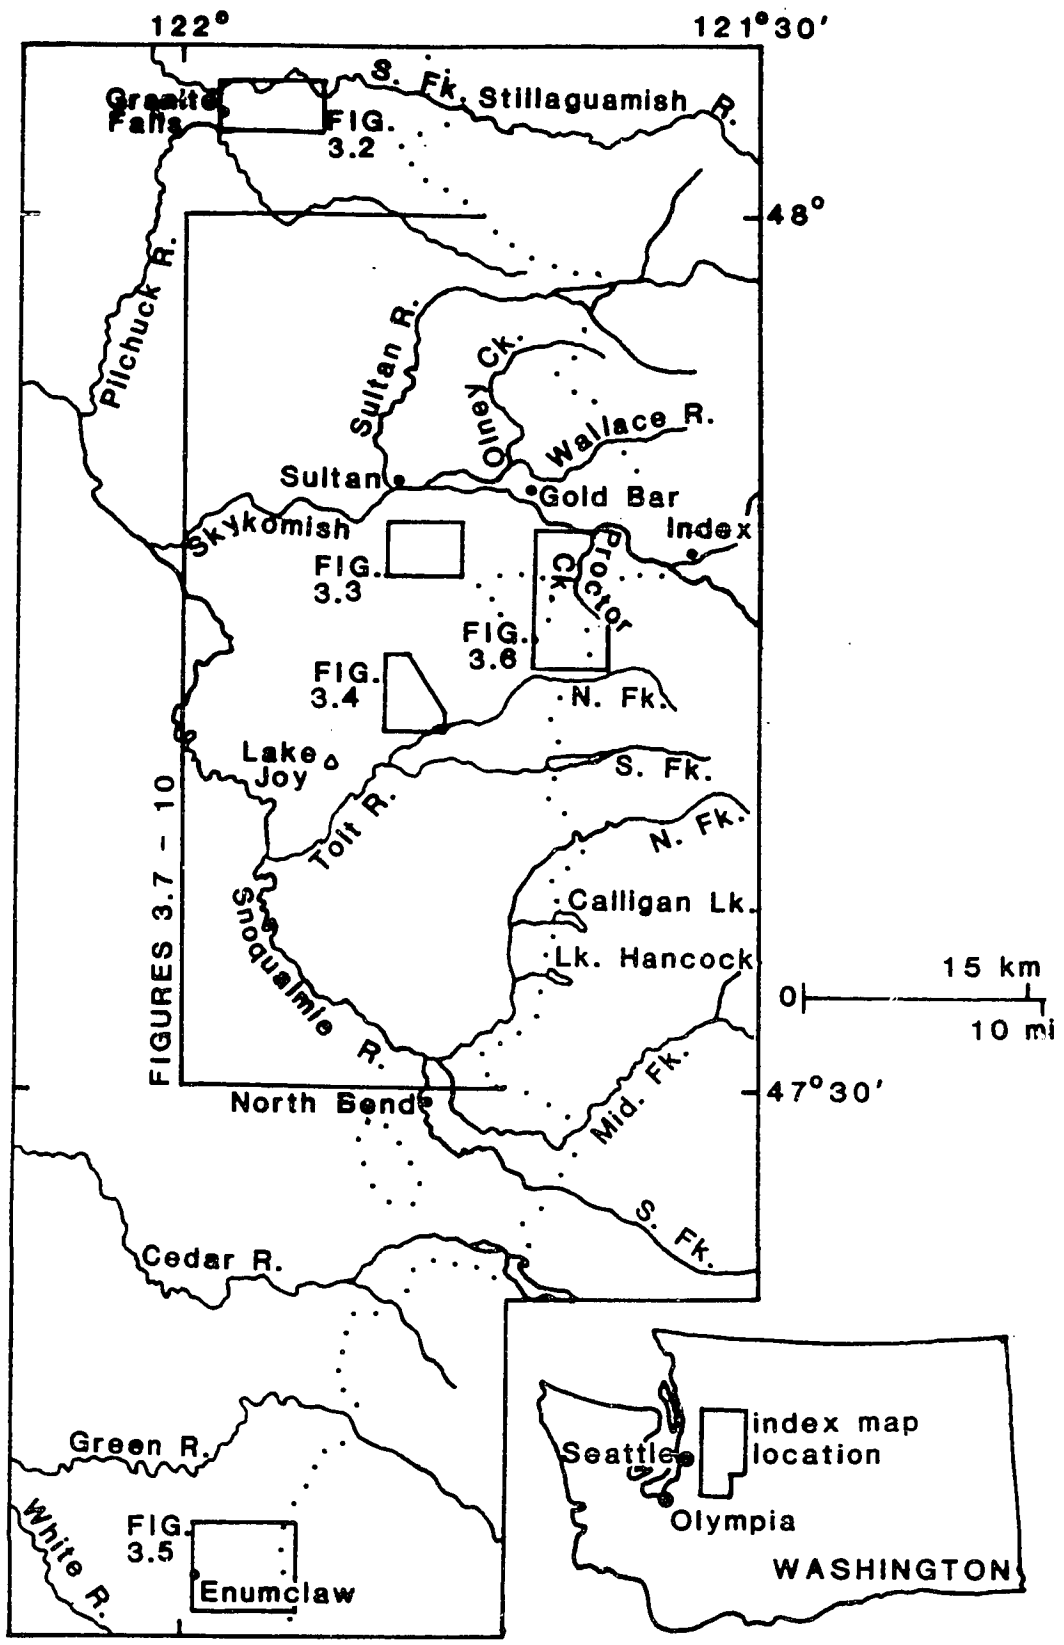 122°
121°30'
S. Fk. Stillaguamish R.
Granite
Falls
FIG.
3.2
48°
Pilchuck R.
Sultan R.
Olney Ck.
Wallace R.
Sultan
Gold Bar
Skykomish
Index
FIG.
3.3
Proctor
Ck
FIG.
3.6
FIG.
3.4
N. Fk.
Lake
Joy
S. Fk.
Tolt R.
N. Fk.
FIGURES 3.7 – 10
Calligan Lk.
Snoqualmie R.
Lk. Hancock
15 km
0
10 mi
47°30'
North Bend
Mid. Fk.
S. Fk.
Cedar R.
Green R.
index map
location
Seattle
Olympia
White R.
FIG.
3.5
Enumclaw
WASHINGTON